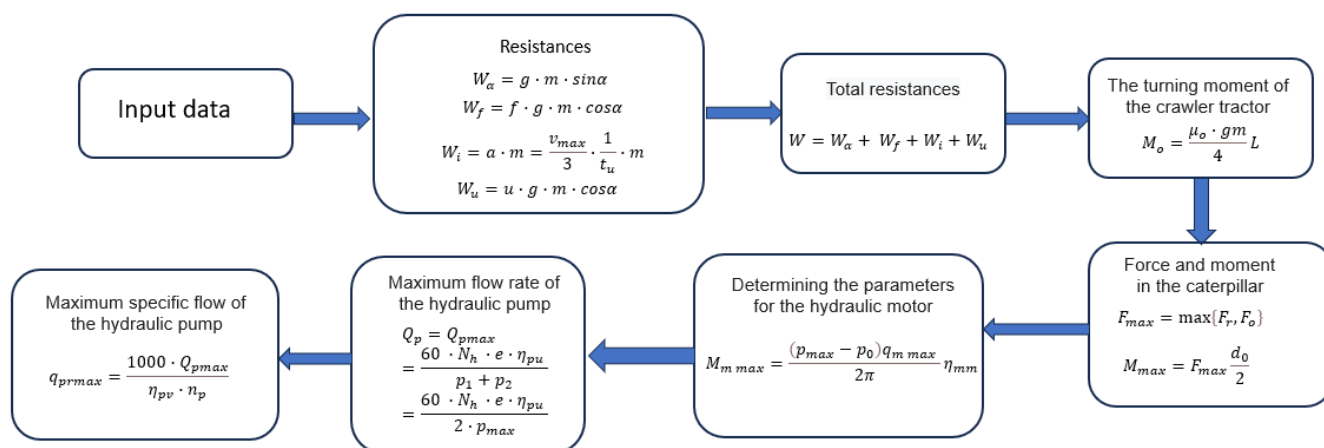 Input data
Resistances
W_α = g · m · sinα
W_f = f · g · m · cosα
W_i = a · m = v_max/3 · 1/t_u · m
W_u = u · g · m · cosα
Total resistances
W = W_α + W_f + W_i + W_u
The turning moment of
the crawler tractor
M_o = μ_o · gm/4 L
Force and moment
in the caterpillar
F_max = max{F_r, F_o}
M_max = F_max d_0/2
Determining the parameters
for the hydraulic motor
M_m max = (p_max − p_0)q_m max/2π η_mm
Maximum flow rate of
the hydraulic pump
Q_p = Q_pmax
= 60 · N_h · e · η_pu/p_1 + p_2
= 60 · N_h · e · η_pu/2 · p_max
Maximum specific flow of
the hydraulic pump
q_prmax = 1000 · Q_pmax/η_pv · n_p